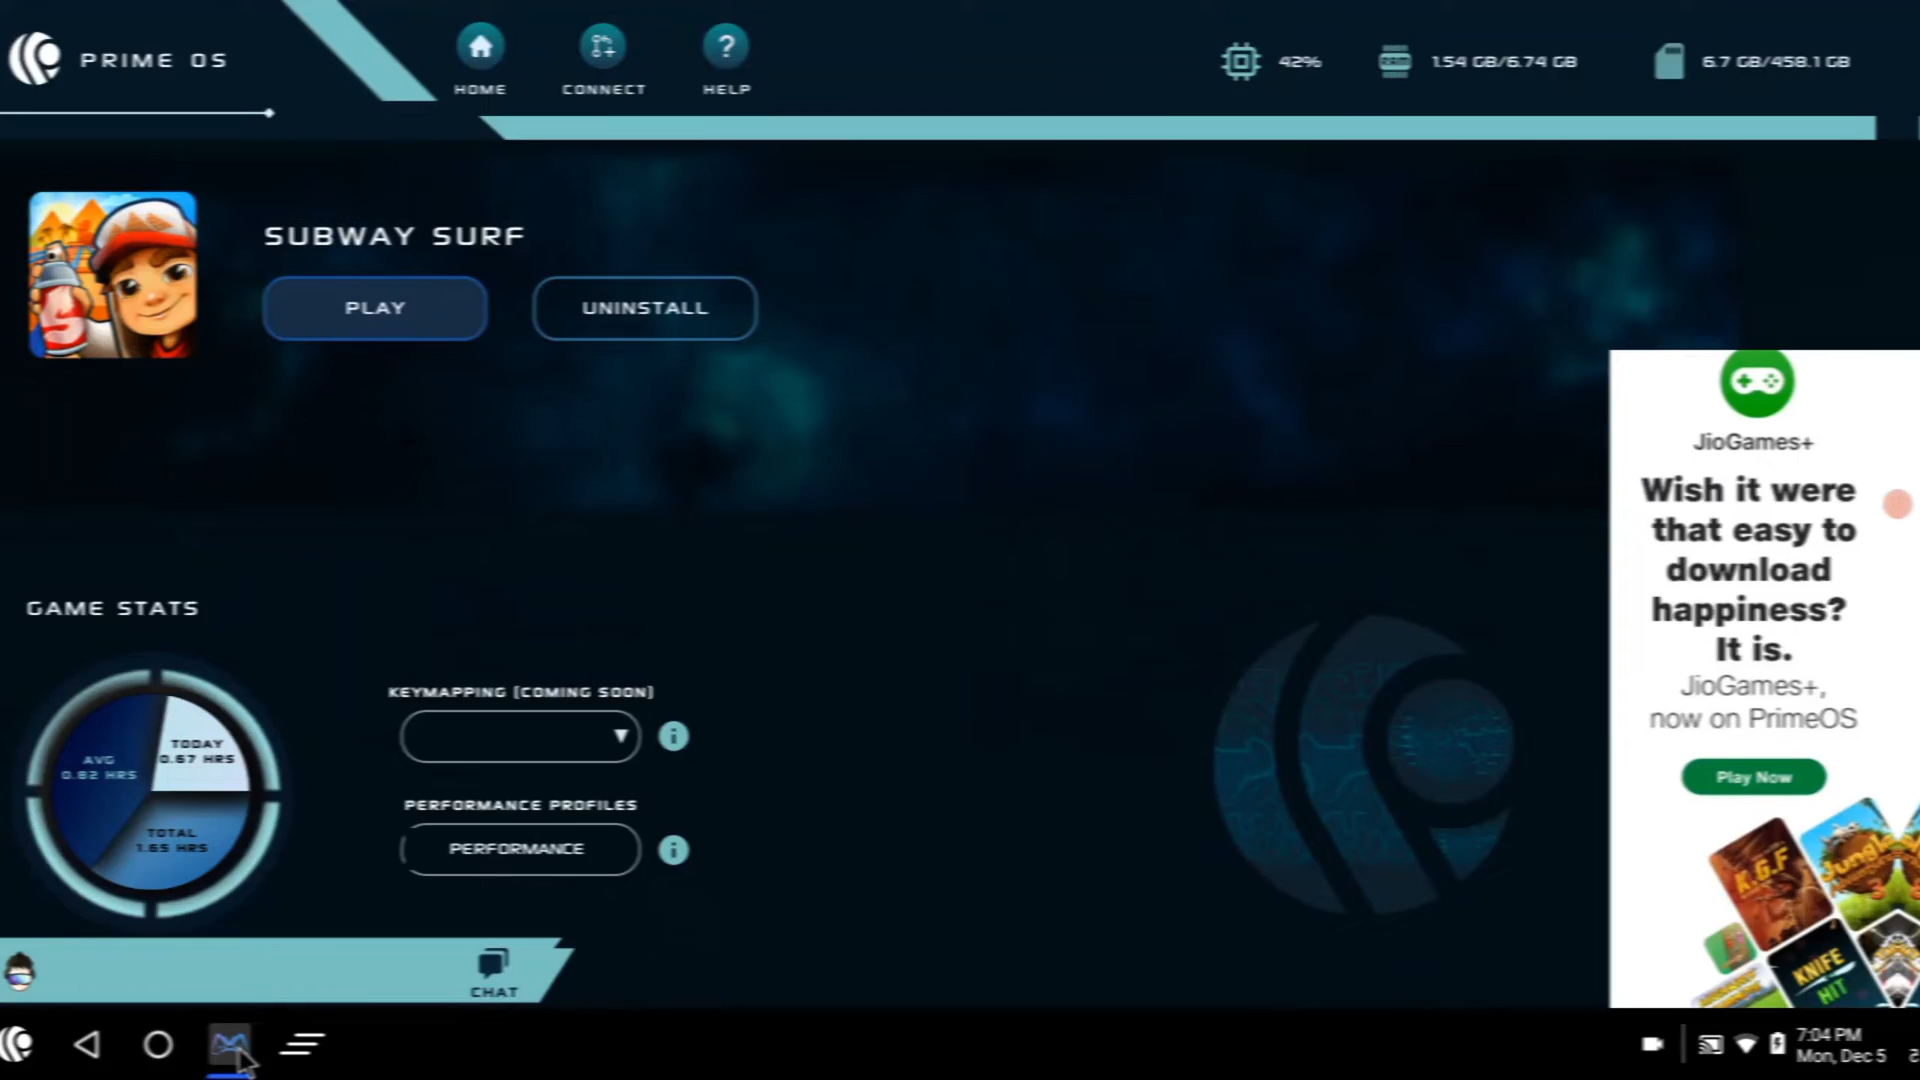 PRIME OS
HOME
CONNECT
HELP
42%
1.54 GB/6.74 GB
6.7 GB/458.1 GB
SUBWAY SURF
PLAY
UNINSTALL
JioGames+
Wish it were
that easy to
download
happiness?
It is.
JioGames+,
now on PrimeOS
Play Now
K.G.F
KNIFE
HIT
GAME STATS
AVG
0.82 HRS
TODAY
0.67 HRS
TOTAL
1.65 HRS
KEYMAPPING [COMING SOON]
PERFORMANCE PROFILES
PERFORMANCE
CHAT
7:04 PM
Mon, Dec 5